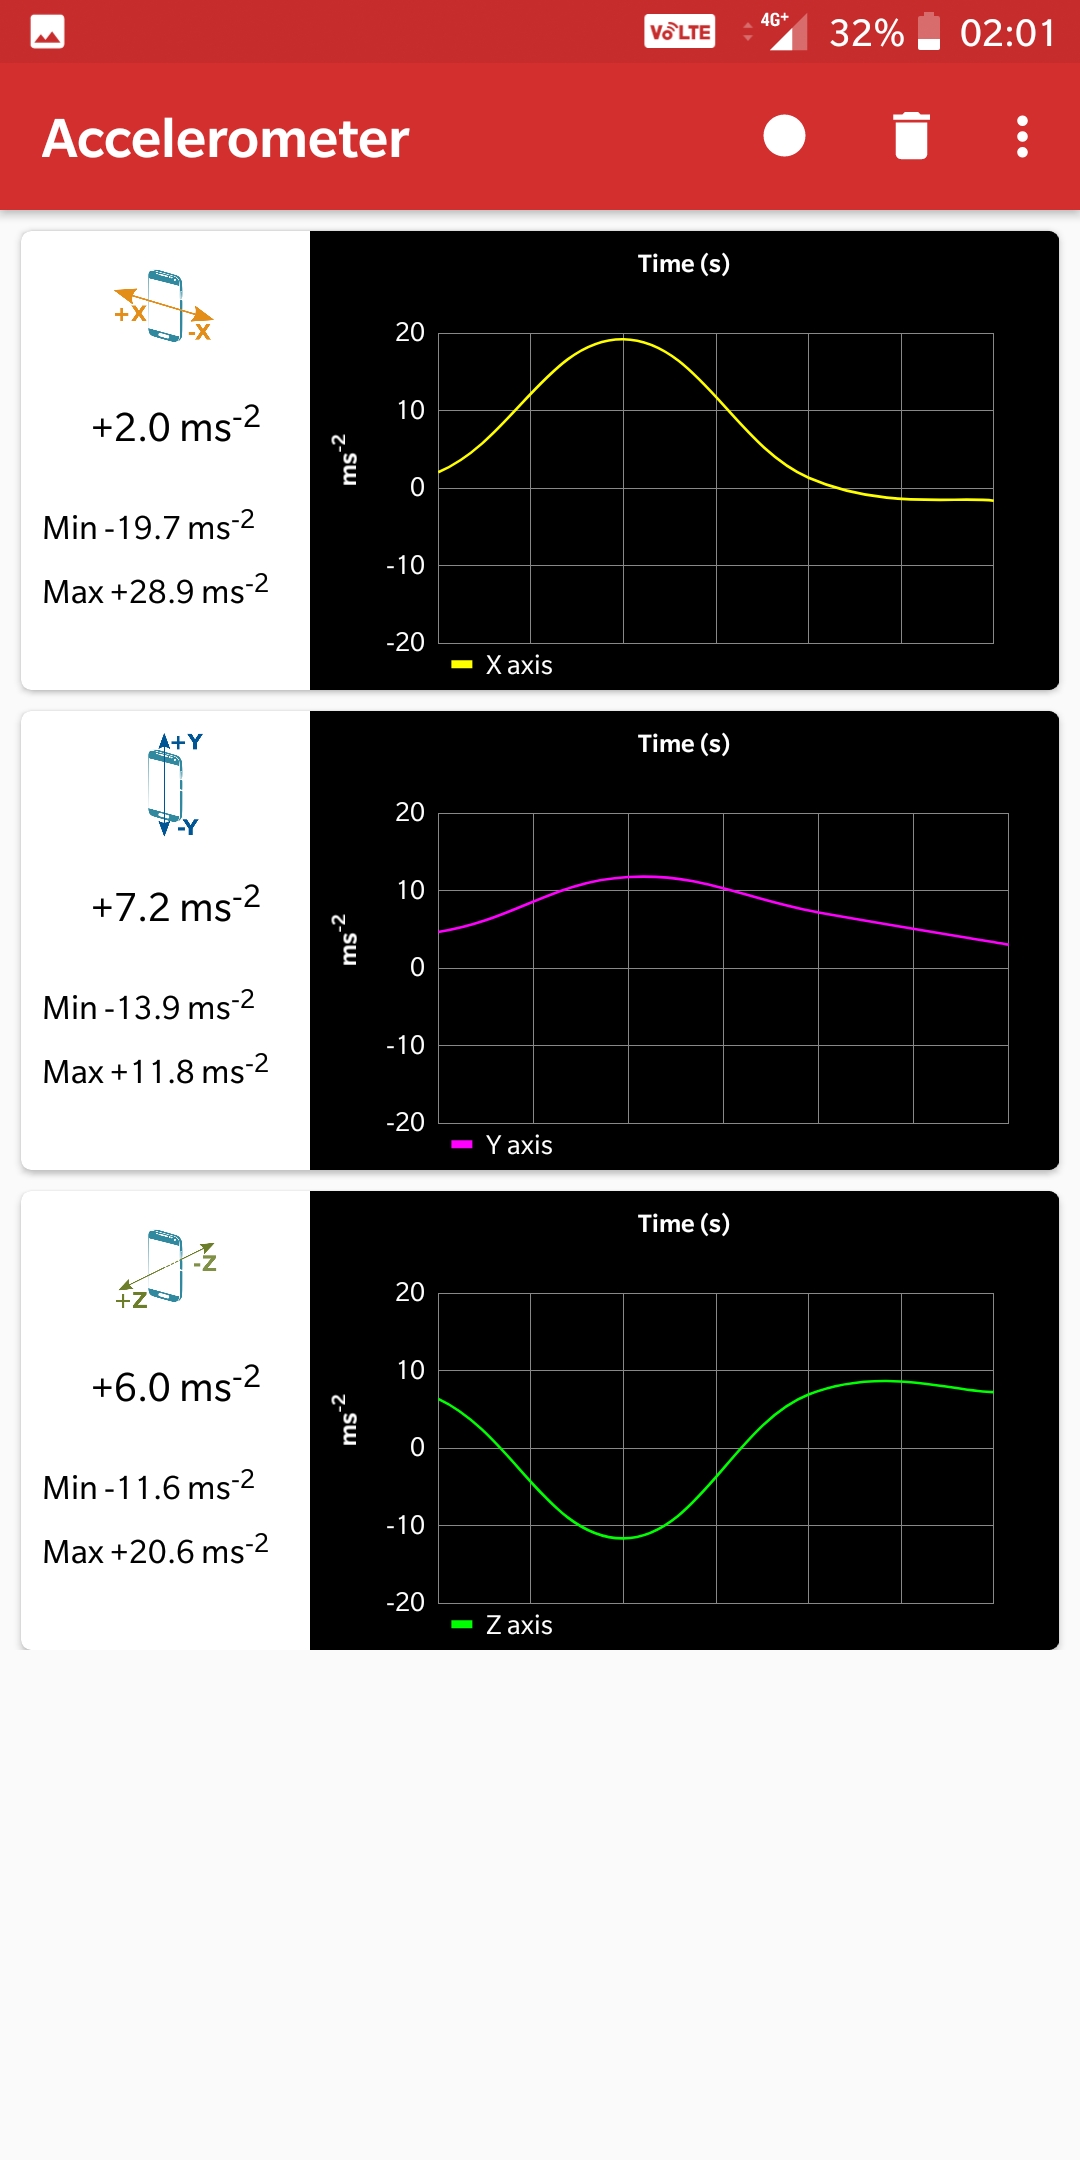 VoLTE 4G+ 32% 02:01
Accelerometer
+X
-X
+2.0 ms-2
Min -19.7 ms-2
Max +28.9 ms-2
Time (s)
20
10
0
-10
-20
ms-2
X axis
+Y
-Y
+7.2 ms-2
Min -13.9 ms-2
Max +11.8 ms-2
Time (s)
20
10
0
-10
-20
ms-2
Y axis
-Z
+Z
+6.0 ms-2
Min -11.6 ms-2
Max +20.6 ms-2
Time (s)
20
10
0
-10
-20
ms-2
Z axis